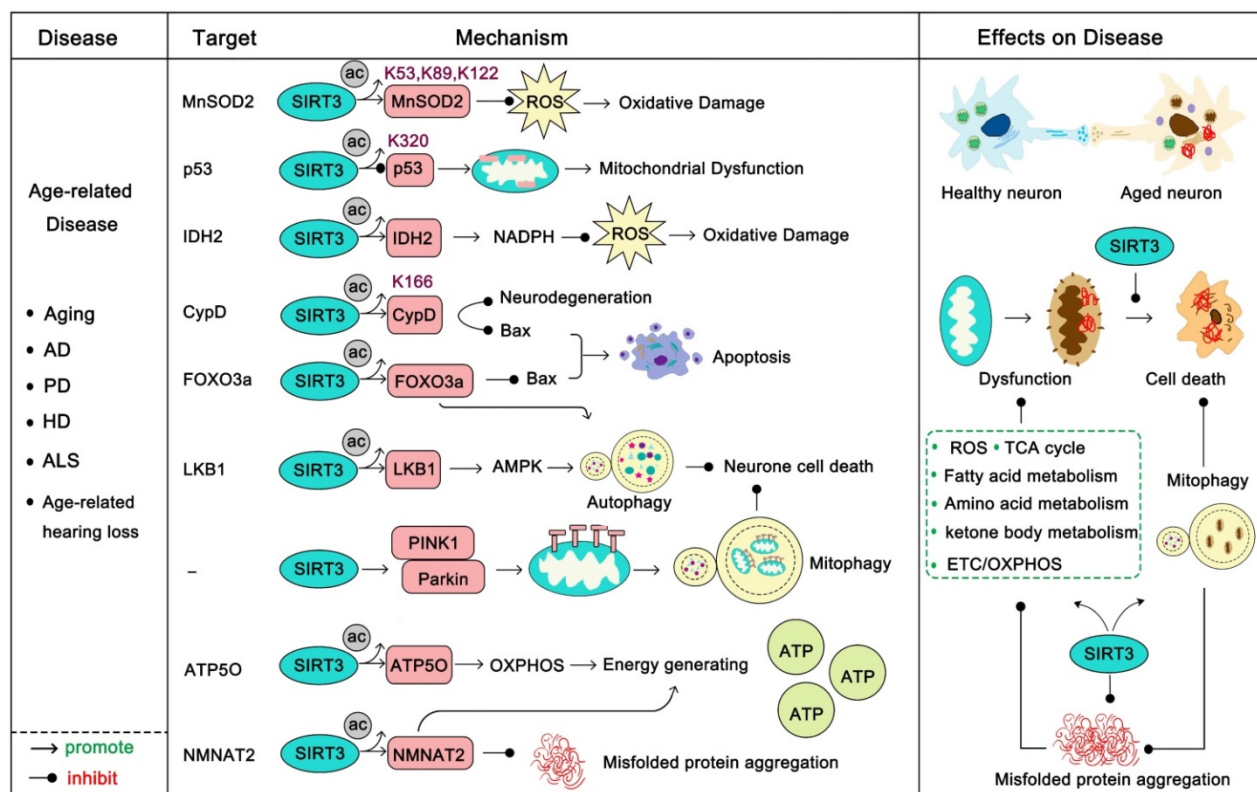 Disease
Target
Mechanism
Effects on Disease
Age-related
Disease
• Aging
• AD
• PD
• HD
• ALS
• Age-related
hearing loss
→ promote
inhibit
MnSOD2
SIRT3
ac
K53,K89,K122
MnSOD2
ROS
Oxidative Damage
p53
SIRT3
ac
K320
p53
Mitochondrial Dysfunction
IDH2
SIRT3
ac
IDH2
NADPH
ROS
Oxidative Damage
CypD
SIRT3
ac
K166
CypD
Neurodegeneration
Bax
Apoptosis
FOXO3a
SIRT3
ac
FOXO3a
Bax
LKB1
SIRT3
ac
LKB1
AMPK
Autophagy
Neurone cell death
–
SIRT3
PINK1
Parkin
Mitophagy
ATP5O
SIRT3
ac
ATP5O
OXPHOS
Energy generating
ATP
ATP
ATP
NMNAT2
SIRT3
ac
NMNAT2
Misfolded protein aggregation
Healthy neuron
Aged neuron
SIRT3
Dysfunction
Cell death
• ROS • TCA cycle
• Fatty acid metabolism
• Amino acid metabolism
• ketone body metabolism
• ETC/OXPHOS
Mitophagy
SIRT3
Misfolded protein aggregation